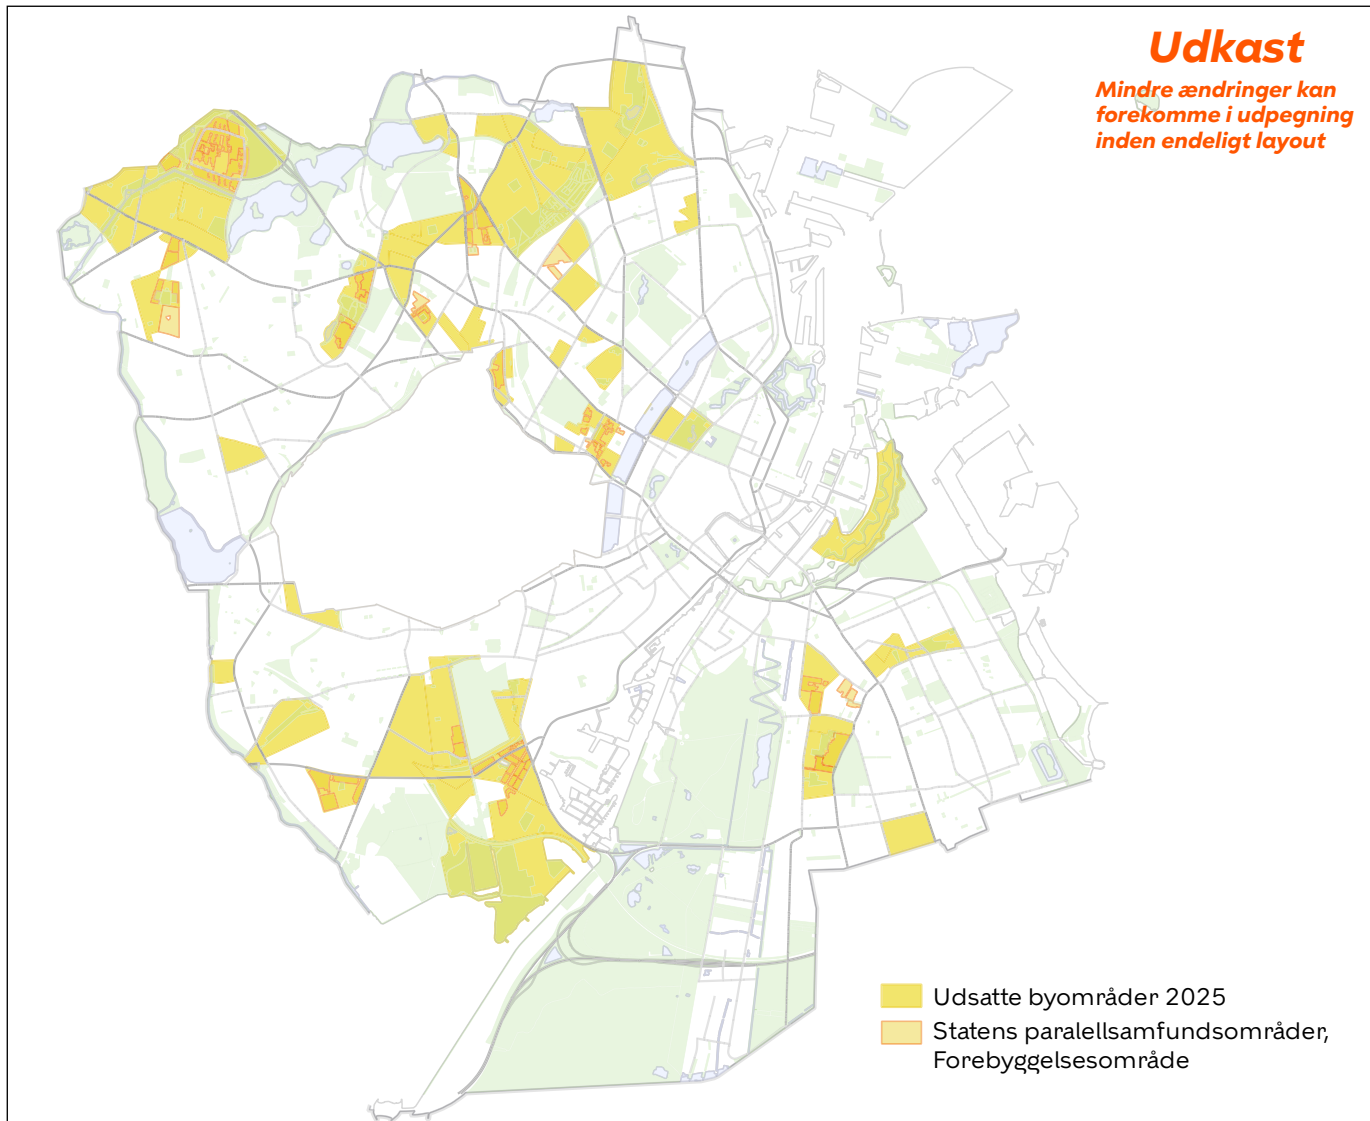 Udkast
Mindre ændringer kan
forekomme i udpegning
inden endeligt layout
Udsatte byområder 2025
Statens paralellsamfundsområder,
Forebyggelsesområde